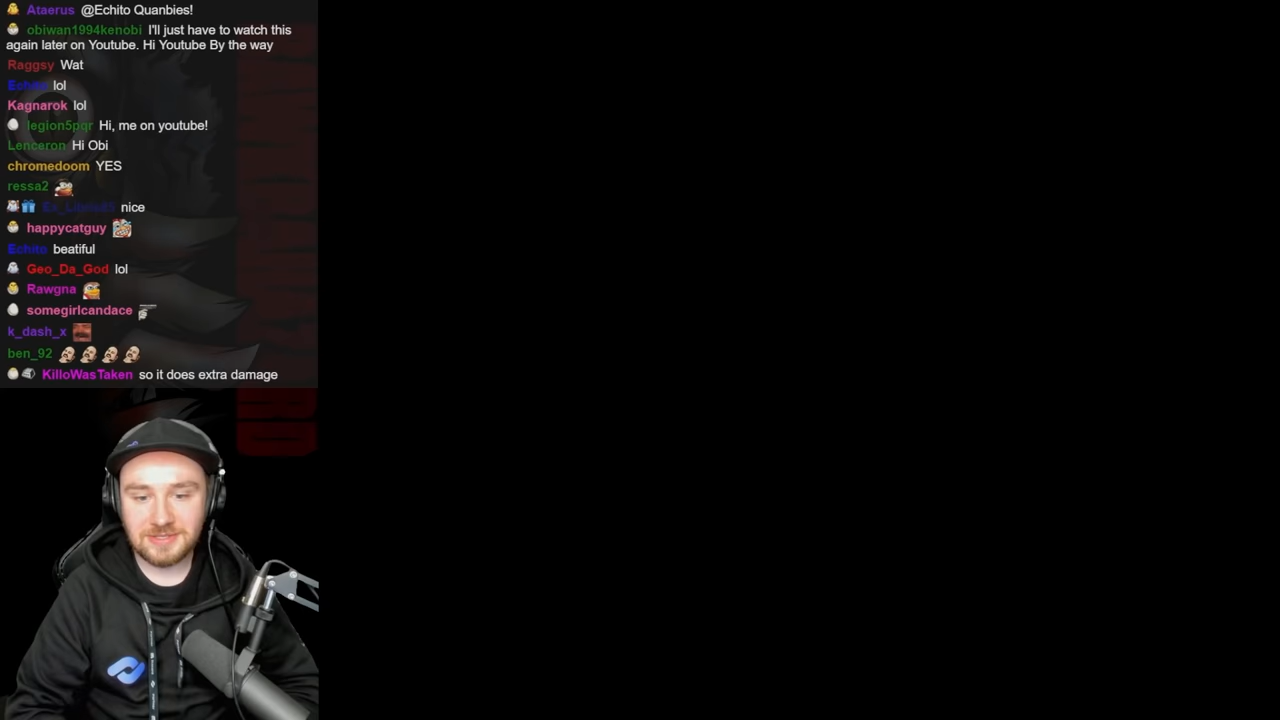 Ataerus @Echito Quanbies!
obiwan1994kenobi I'll just have to watch this
again later on Youtube. Hi Youtube By the way
Raggsy Wat
Echito lol
Kagnarok lol
legion5pqr Hi, me on youtube!
Lenceron Hi Obi
chromedoom YES
ressa2
nice
happycatguy
Echito beatiful
Geo_Da_God lol
Rawgna
somegirlcandace
k_dash_x
ben_92
KilloWasTaken so it does extra damage